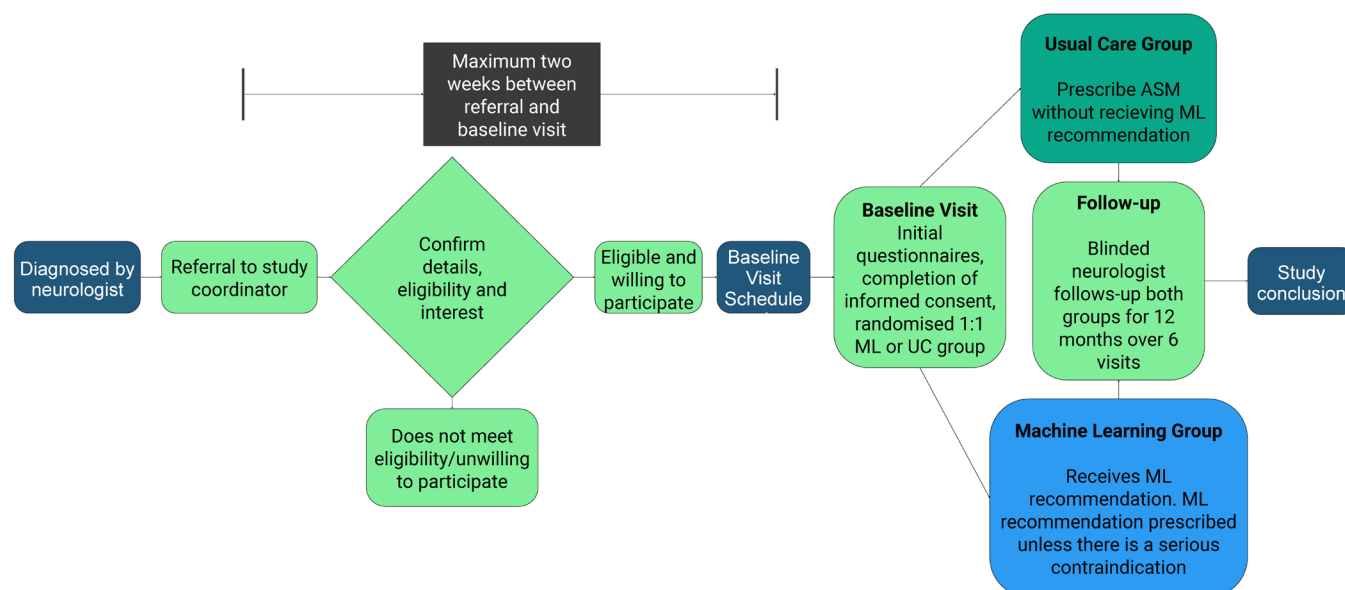 Maximum two
weeks between
referral and
baseline visit
Diagnosed by
neurologist
Referral to study
coordinator
Confirm
details,
eligibility and
interest
Does not meet
eligibility/unwilling
to participate
Eligible and
willing to
participate
Baseline
Visit
Schedule
Baseline Visit
Initial
questionnaires,
completion of
informed consent,
randomised 1:1
ML or UC group
Usual Care Group
Prescribe ASM
without recieving ML
recommendation
Follow-up
Blinded
neurologist
follows-up both
groups for 12
months over 6
visits
Machine Learning Group
Receives ML
recommendation. ML
recommendation prescribed
unless there is a serious
contraindication
Study
conclusion